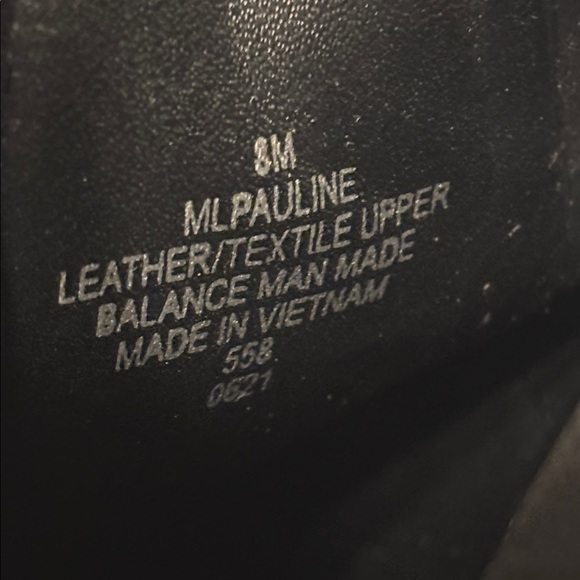 8M
MLPAULINE
LEATHER/TEXTILE UPPER
BALANCE MAN MADE
MADE IN VIETNAM
558
0621